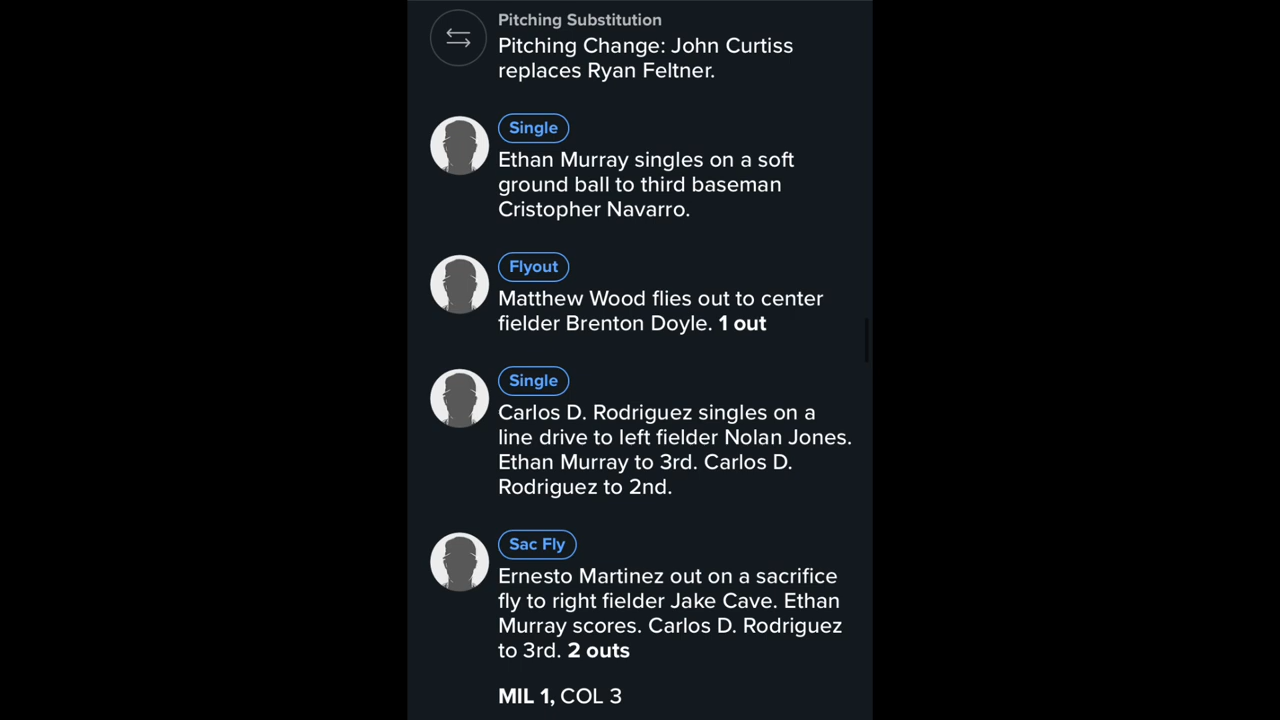 Pitching Substitution
Pitching Change: John Curtiss
replaces Ryan Feltner.
Single
Ethan Murray singles on a soft
ground ball to third baseman
Cristopher Navarro.
Flyout
Matthew Wood flies out to center
fielder Brenton Doyle. 1 out
Single
Carlos D. Rodriguez singles on a
line drive to left fielder Nolan Jones.
Ethan Murray to 3rd. Carlos D.
Rodriguez to 2nd.
Sac Fly
Ernesto Martinez out on a sacrifice
fly to right fielder Jake Cave. Ethan
Murray scores. Carlos D. Rodriguez
to 3rd. 2 outs
MIL 1, COL 3